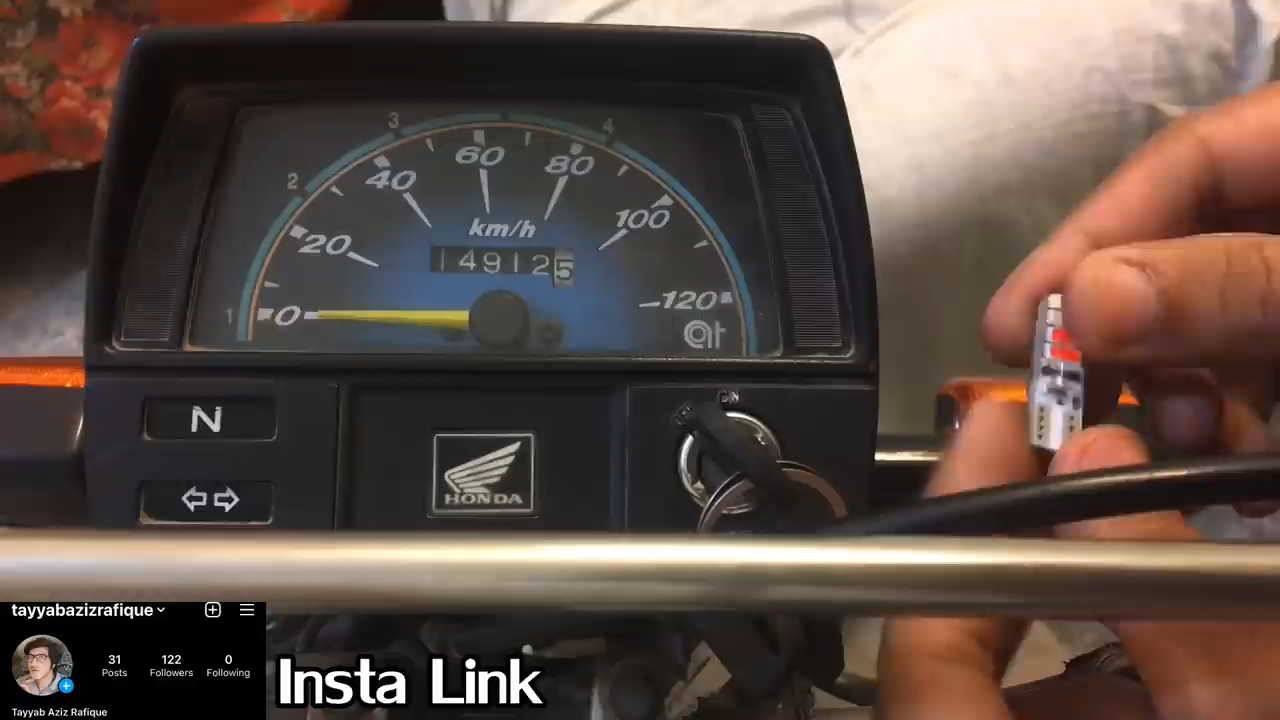 3
4
60
80
40
2
100
km/h
20
149125
120
1
0
at
ON
N
HONDA
tayyabazizrafique
31
122
0
Posts
Followers
Following
Tayyab Aziz Rafique
Insta Link